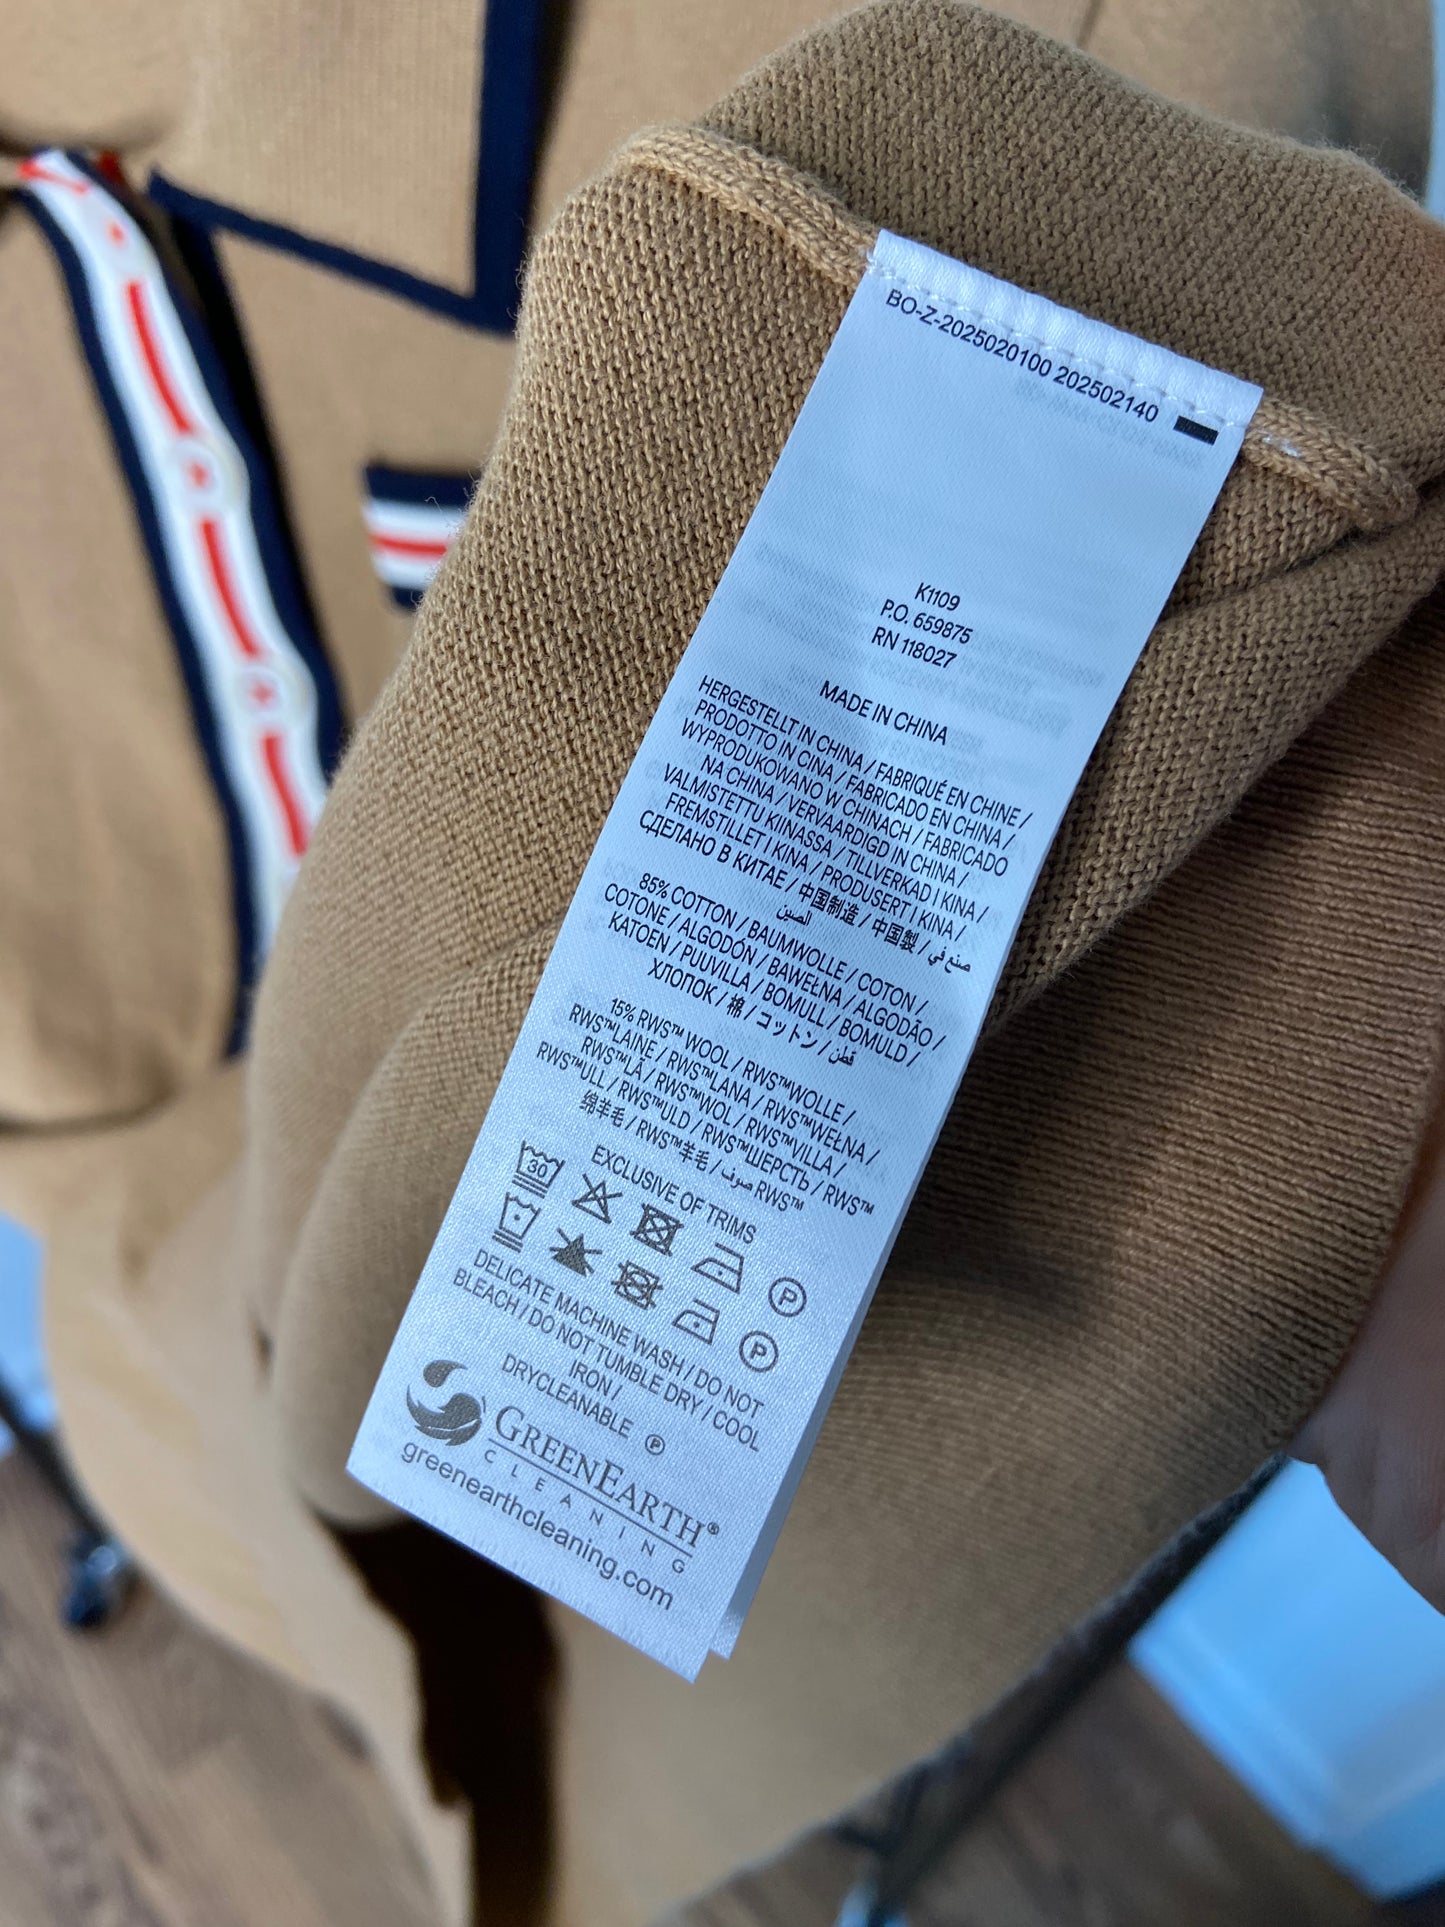 BO-Z-2025020100 202502140
K1109
P.O. 659875
RN 118027
MADE IN CHINA
HERGESTELLT IN CHINA / FABRIQUÉ EN CHINE /
PRODOTTO IN CINA / FABRICADO EN CHINA /
WYPRODUKOWANO W CHINACH / FABRICADO
NA CHINA / VERVAARDIGD IN CHINA /
VALMISTETTU KIINASSA / TILLVERKAD I KINA /
FREMSTILLET I KINA / PRODUSERT I KINA /
СДЕЛАНО В КИТАЕ / 中国制造 / 中国製 / صنع في
الصين
85% COTTON / BAUMWOLLE / COTON /
COTONE / ALGODÓN / BAWEŁNA / ALGODÃO /
KATOEN / PUUVILLA / BOMULL / BOMULD /
ХЛОПОК / 棉 / コットン / قطن
15% RWS™ WOOL / RWS™WOLLE /
RWS™LAINE / RWS™LANA / RWS™WEŁNA /
RWS™LÃ / RWS™WOL / RWS™VILLA /
RWS™ULL / RWS™ULD / RWS™ШЕРСТЬ / RWS™
绵羊毛 / RWS™羊毛 / صوف RWS™
EXCLUSIVE OF TRIMS
30
P
P
DELICATE MACHINE WASH / DO NOT
BLEACH / DO NOT TUMBLE DRY / COOL
IRON /
DRYCLEANABLE Ⓟ
GREENEARTH®
CLEANING
greenearthcleaning.com